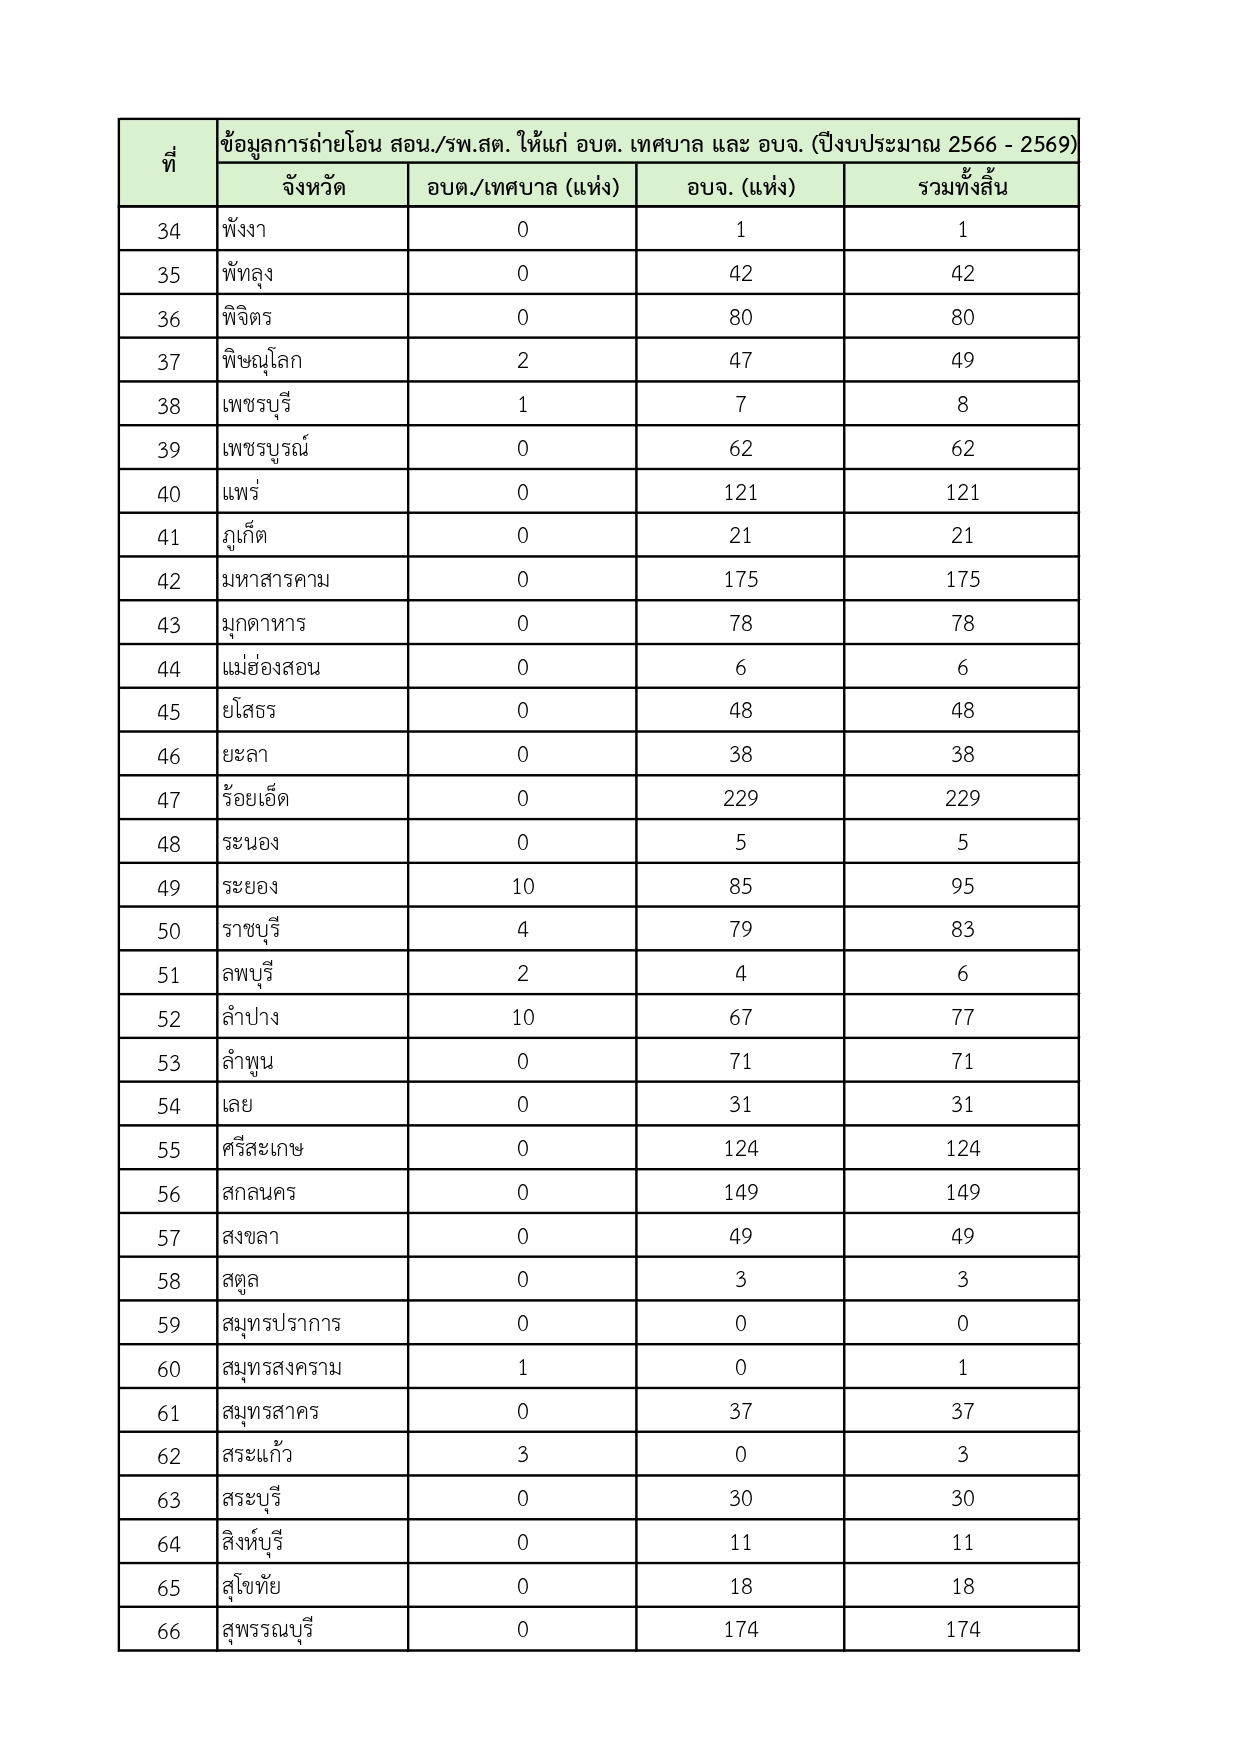 ที่ ข้อมูลการถ่ายโอน สอน./รพ.สต. ให้แก่ อบต. เทศบาล และ อบจ. (ปีงบประมาณ 2566 - 2569)
จังหวัด อบต./เทศบาล (แห่ง) อบจ. (แห่ง) รวมทั้งสิ้น
34 พังงา 0 1 1
35 พัทลุง 0 42 42
36 พิจิตร 0 80 80
37 พิษณุโลก 2 47 49
38 เพชรบุรี 1 7 8
39 เพชรบูรณ์ 0 62 62
40 แพร่ 0 121 121
41 ภูเก็ต 0 21 21
42 มหาสารคาม 0 175 175
43 มุกดาหาร 0 78 78
44 แม่ฮ่องสอน 0 6 6
45 ยโสธร 0 48 48
46 ยะลา 0 38 38
47 ร้อยเอ็ด 0 229 229
48 ระนอง 0 5 5
49 ระยอง 10 85 95
50 ราชบุรี 4 79 83
51 ลพบุรี 2 4 6
52 ลำปาง 10 67 77
53 ลำพูน 0 71 71
54 เลย 0 31 31
55 ศรีสะเกษ 0 124 124
56 สกลนคร 0 149 149
57 สงขลา 0 49 49
58 สตูล 0 3 3
59 สมุทรปราการ 0 0 0
60 สมุทรสงคราม 1 0 1
61 สมุทรสาคร 0 37 37
62 สระแก้ว 3 0 3
63 สระบุรี 0 30 30
64 สิงห์บุรี 0 11 11
65 สุโขทัย 0 18 18
66 สุพรรณบุรี 0 174 174